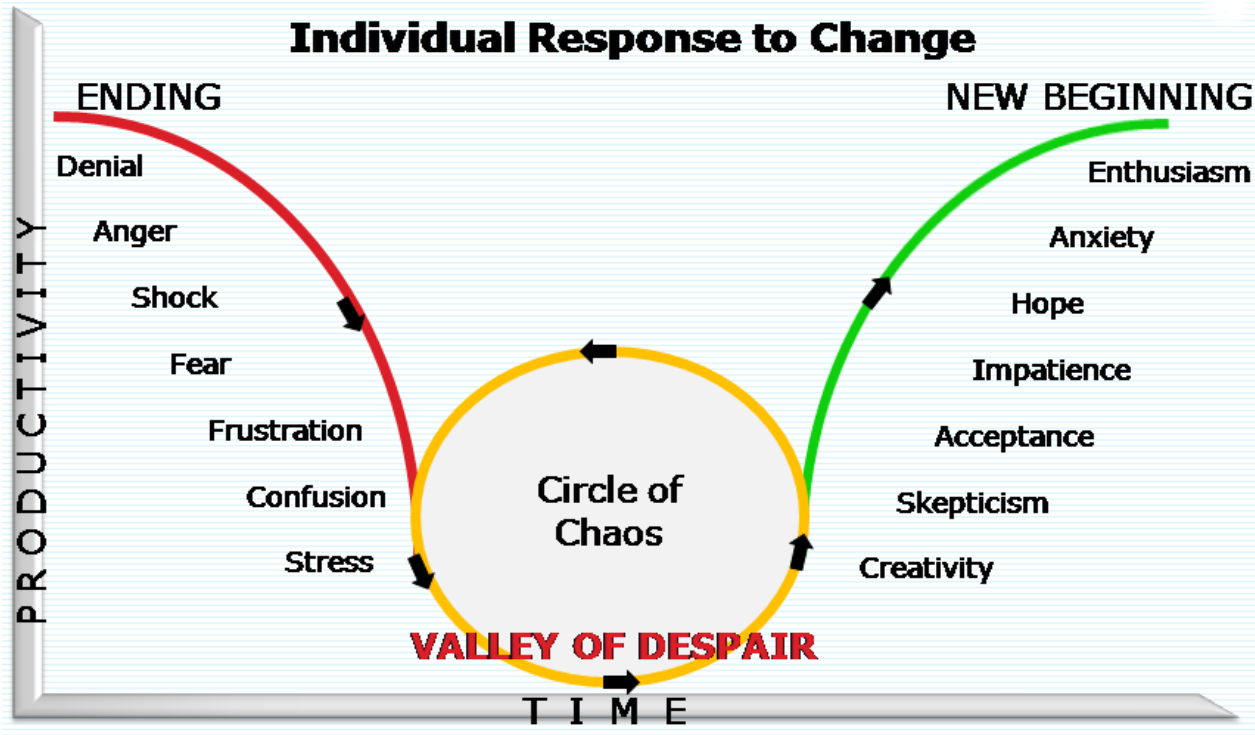 Individual Response to Change
ENDING
NEW BEGINNING
Denial
Anger
Shock
Fear
Frustration
Confusion
Stress
Circle of
Chaos
VALLEY OF DESPAIR
Enthusiasm
Anxiety
Hope
Impatience
Acceptance
Skepticism
Creativity
PRODUCTIVITY
TIME